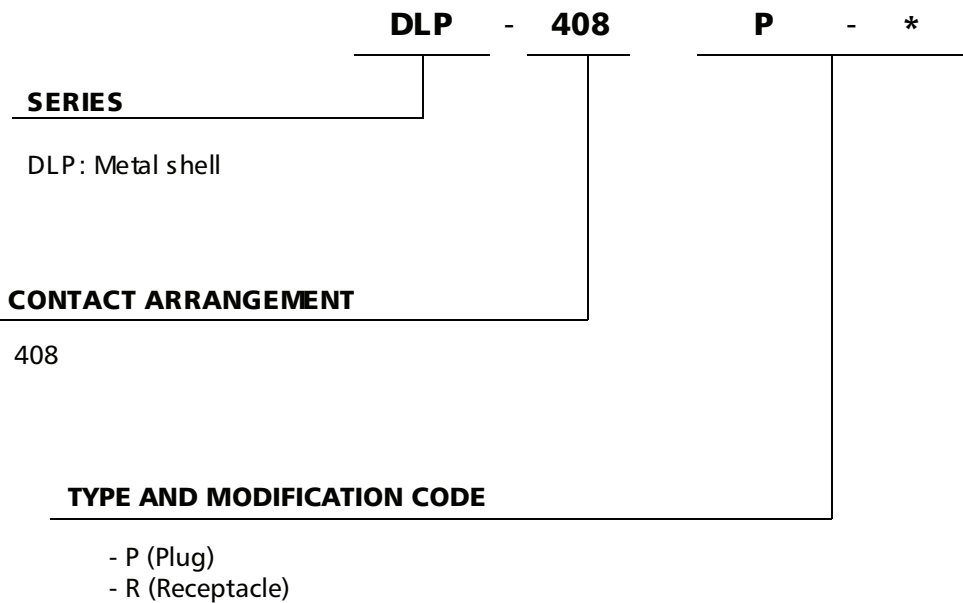 DLP - 408 P - *
SERIES
DLP: Metal shell
CONTACT ARRANGEMENT
408
TYPE AND MODIFICATION CODE
- P (Plug)
- R (Receptacle)